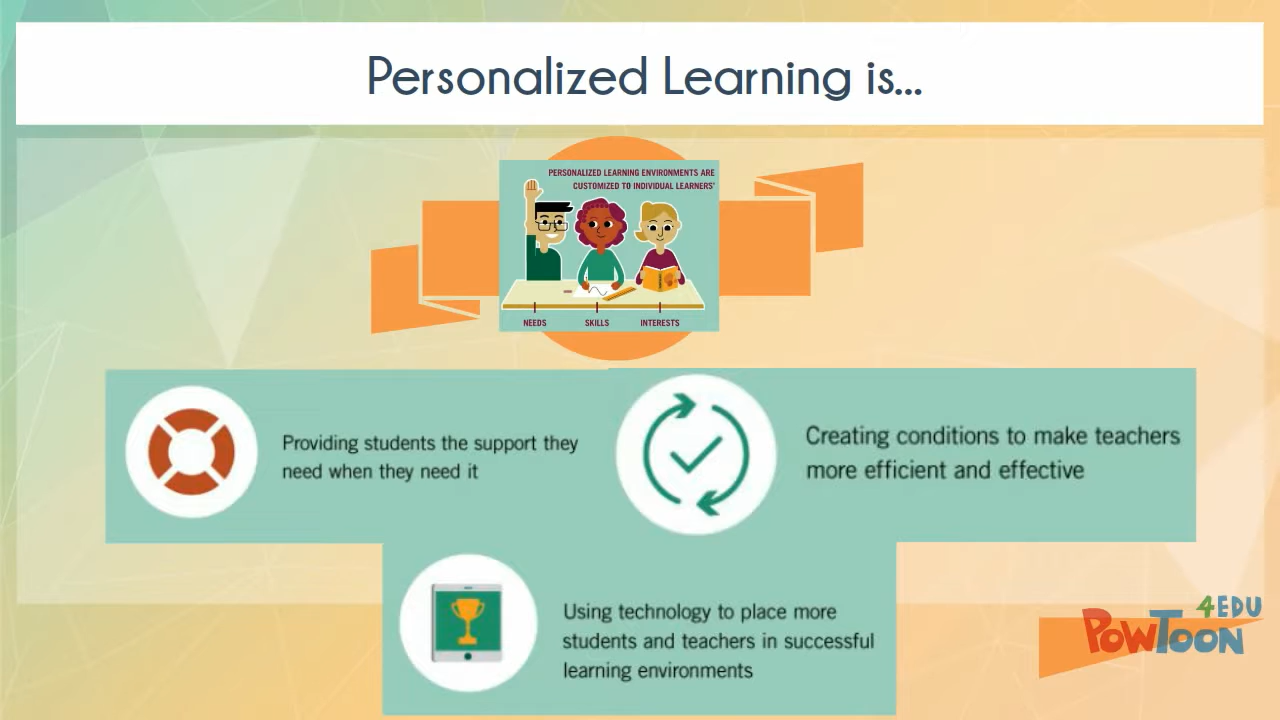 Personalized Learning is...
PERSONALIZED LEARNING ENVIRONMENTS ARE
CUSTOMIZED TO INDIVIDUAL LEARNERS'
NEEDS SKILLS INTERESTS
Providing students the support they
need when they need it
Creating conditions to make teachers
more efficient and effective
Using technology to place more
students and teachers in successful
learning environments
4EDU
POWTOON